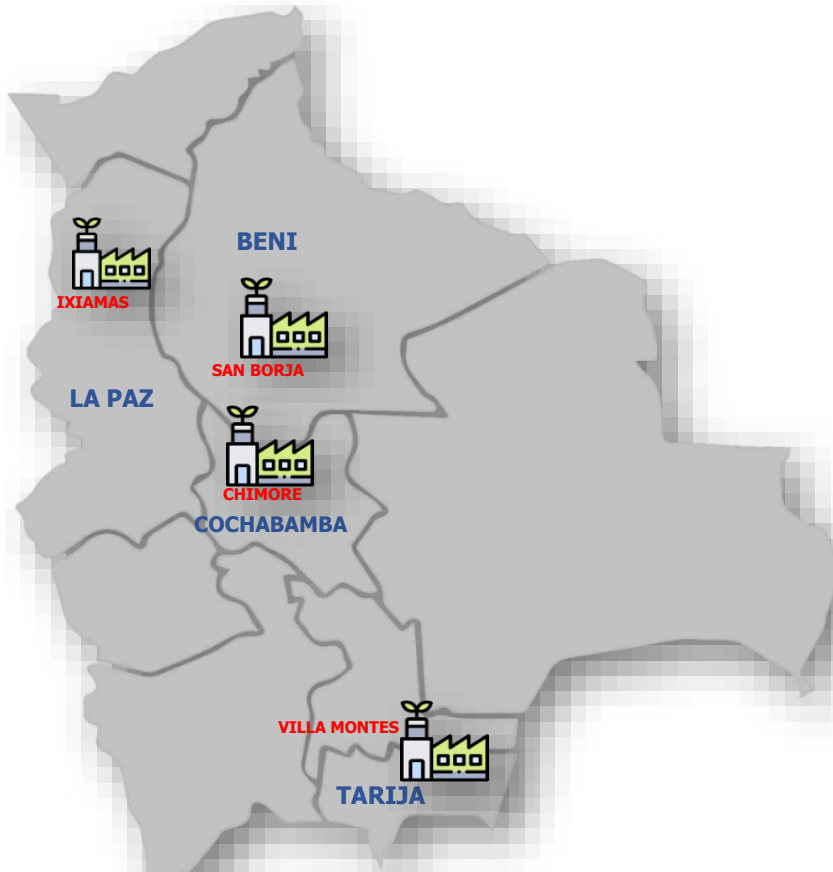 BENI
IXIAMAS
SAN BORJA
LA PAZ
CHIMORE
COCHABAMBA
VILLA MONTES
TARIJA